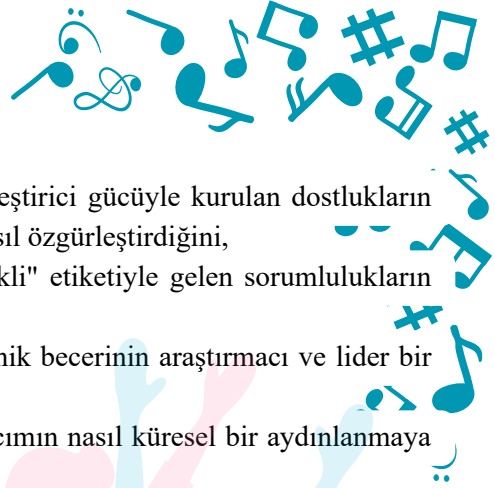 eştirici gücüyle kurulan dostlukların
sıl özgürleştirdiğini,
kli" etiketiyle gelen sorumlulukların
nik becerinin araştırmacı ve lider bir
cımın nasıl küresel bir aydınlanmaya